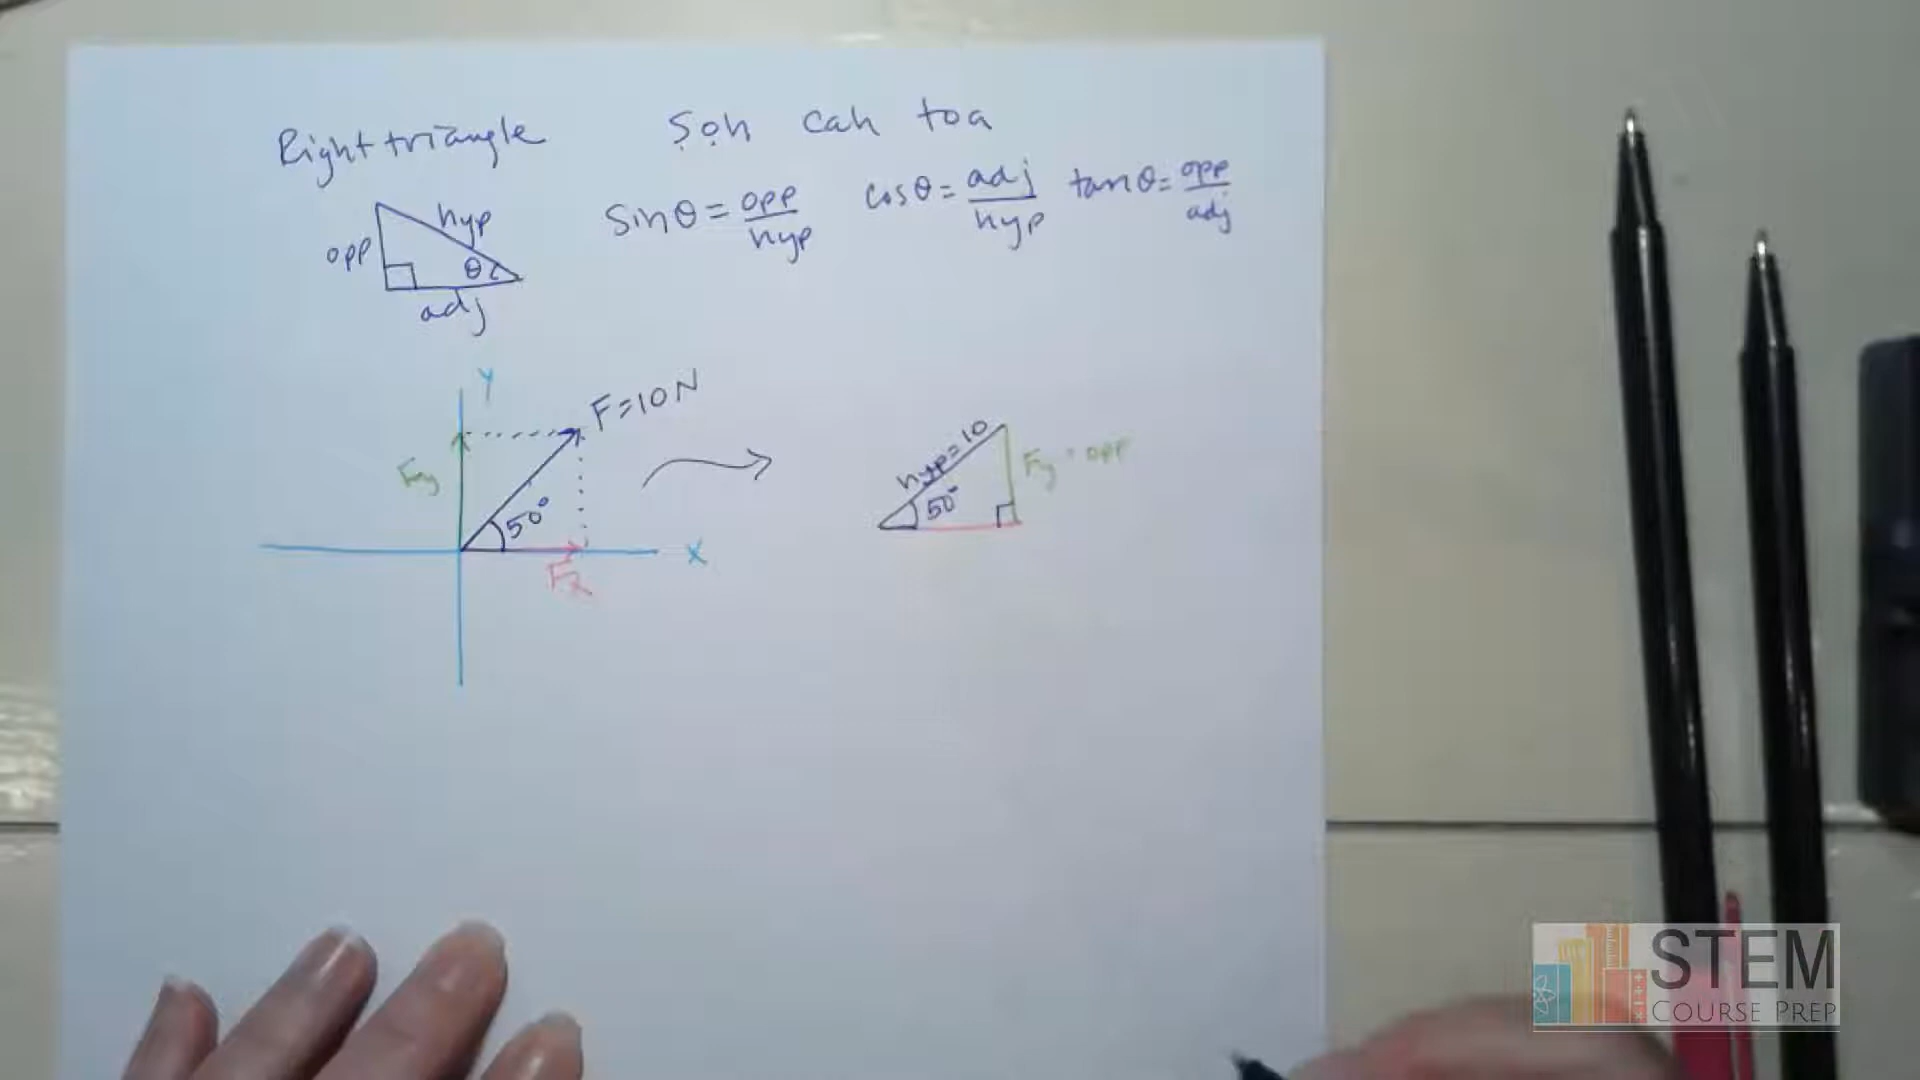 Right triangle
Soh cah toa
sinθ = opp/hyp
cosθ = adj/hyp
tanθ = opp/adj
hyp
opp
θ
adj
Y
F=10N
Fy
50°
X
Fx
hyp=10
50°
Fy = opp
STEM
COURSE PREP